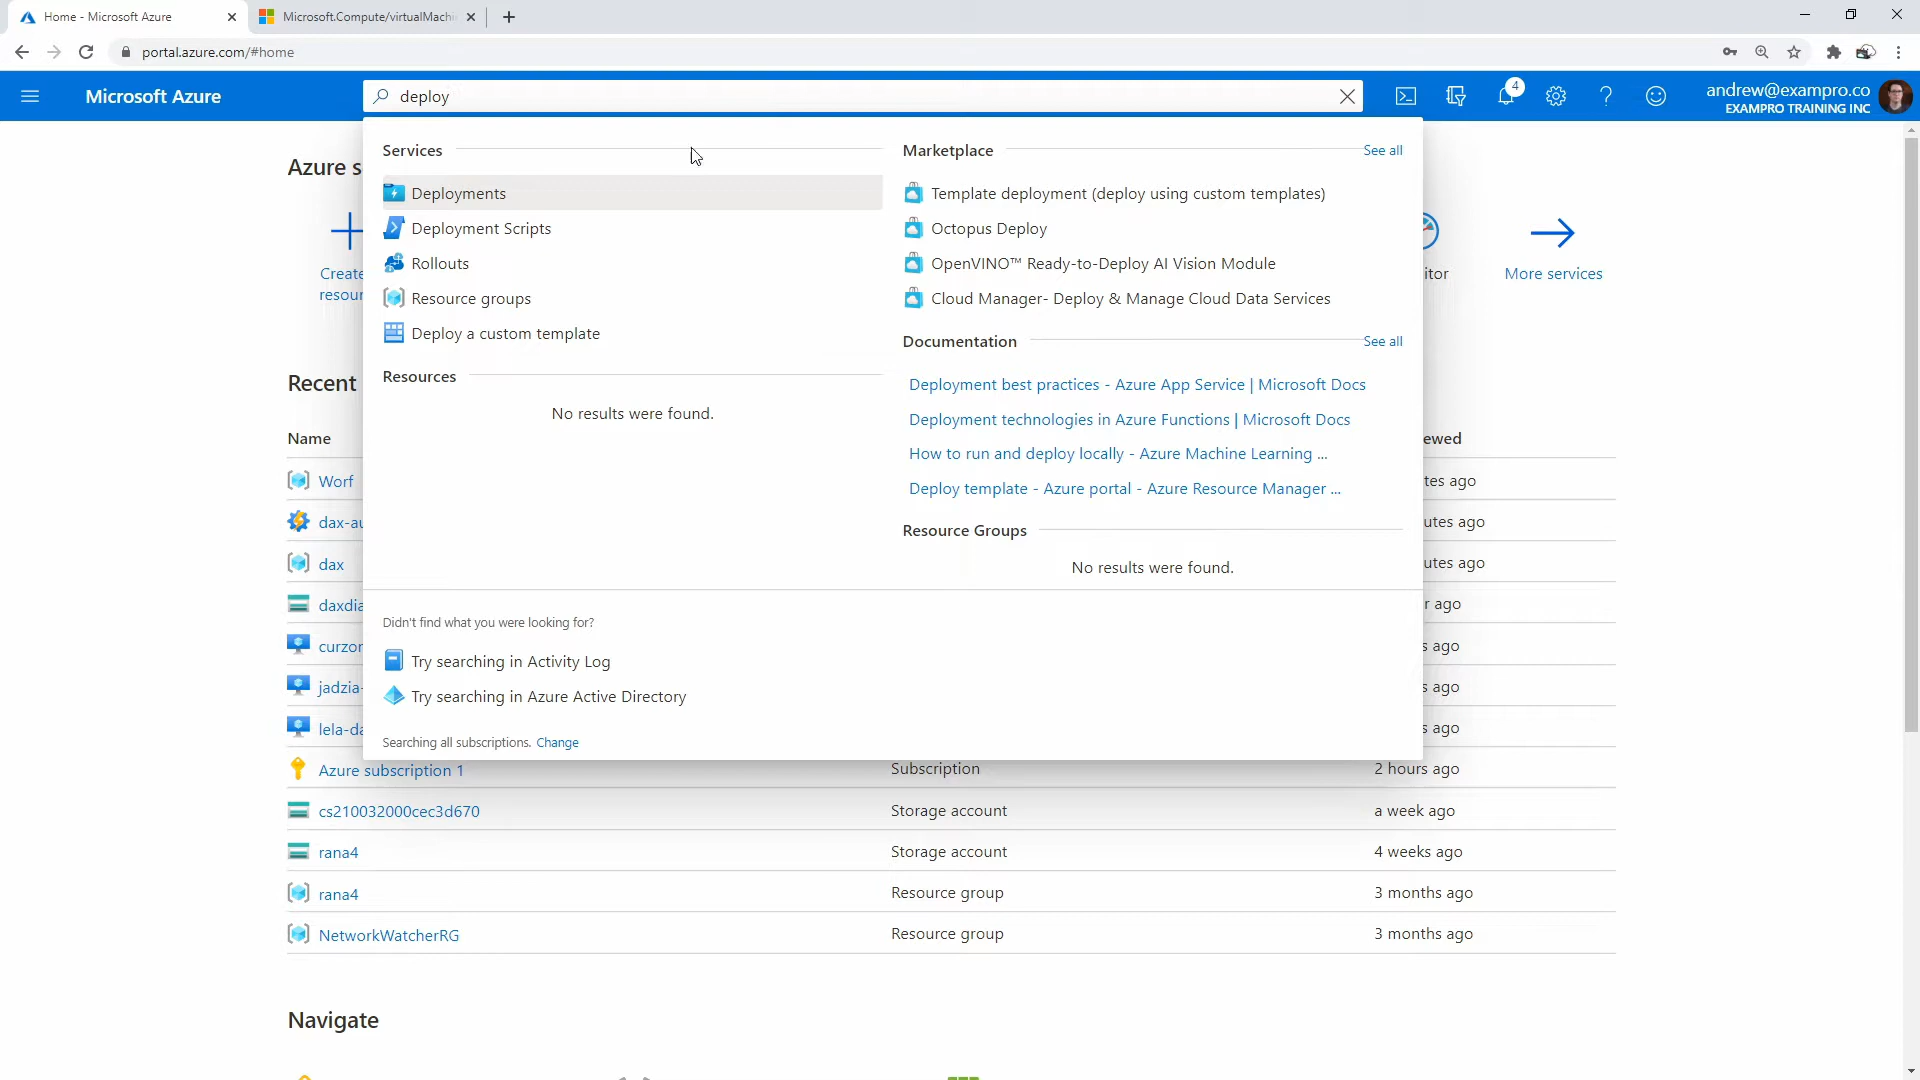 Home - Microsoft Azure
Microsoft.Compute/virtualMachi
portal.azure.com/#home
Microsoft Azure
deploy
4
andrew@exampro.co
EXAMPRO TRAINING INC
Azure s
Create
resour
itor
More services
Services
Deployments
Deployment Scripts
Rollouts
Resource groups
Deploy a custom template
Resources
No results were found.
Marketplace
See all
Template deployment (deploy using custom templates)
Octopus Deploy
OpenVINO™ Ready-to-Deploy AI Vision Module
Cloud Manager- Deploy & Manage Cloud Data Services
Documentation
See all
Deployment best practices - Azure App Service | Microsoft Docs
Deployment technologies in Azure Functions | Microsoft Docs
How to run and deploy locally - Azure Machine Learning ...
Deploy template - Azure portal - Azure Resource Manager ...
Resource Groups
No results were found.
Didn't find what you were looking for?
Try searching in Activity Log
Try searching in Azure Active Directory
Searching all subscriptions. Change
Recent
Name
ewed
Worf
tes ago
dax-au
utes ago
dax
utes ago
daxdia
r ago
curzor
s ago
jadzia-
s ago
lela-da
s ago
Azure subscription 1
Subscription
2 hours ago
cs210032000cec3d670
Storage account
a week ago
rana4
Storage account
4 weeks ago
rana4
Resource group
3 months ago
NetworkWatcherRG
Resource group
3 months ago
Navigate